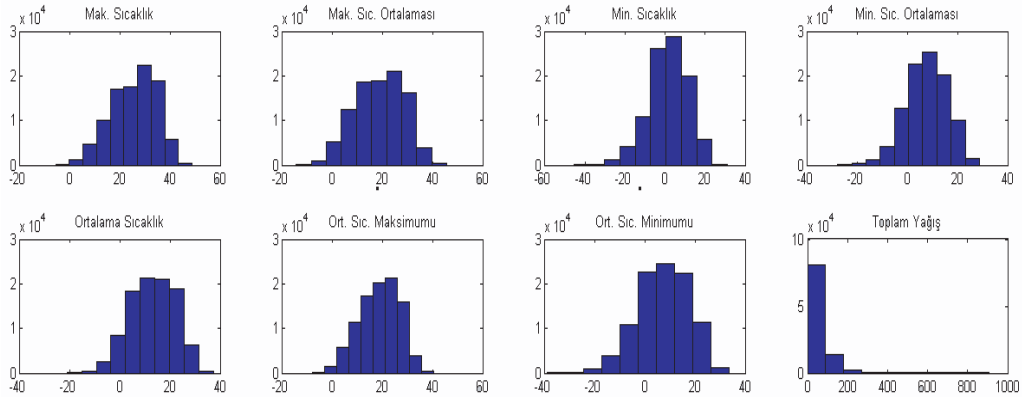 Mak. Sıcaklık
x 10^4
3
2
1
0
-20 0 20 40 60
Mak. Sıc. Ortalaması
x 10^4
3
2
1
0
-20 0 20 40 60
Min. Sıcaklık
x 10^4
3
2
1
0
-60 -40 -20 0 20 40
Min. Sıc. Ortalaması
x 10^4
3
2
1
0
-40 -20 0 20 40
Ortalama Sıcaklık
x 10^4
3
2
1
0
-40 -20 0 20 40
Ort. Sıc. Maksimumu
x 10^4
3
2
1
0
-20 0 20 40 60
Ort. Sıc. Minimumu
x 10^4
3
2
1
0
-40 -20 0 20 40
Toplam Yağış
x 10^4
10
5
0
0 200 400 600 800 1000